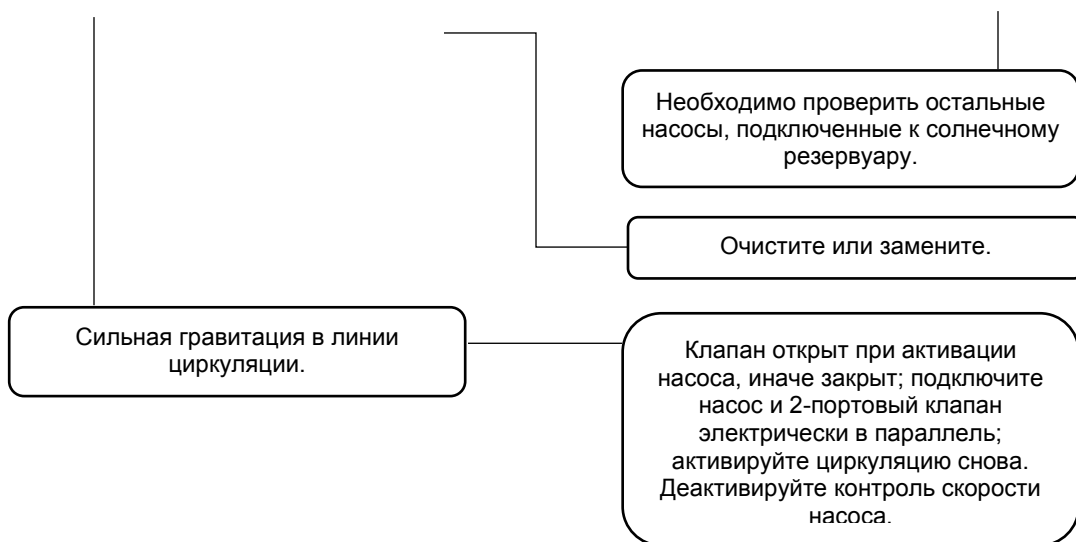 Необходимо проверить остальные
насосы, подключенные к солнечному
резервуару.
Очистите или замените.
Сильная гравитация в линии
циркуляции.
Клапан открыт при активации
насоса, иначе закрыт; подключите
насос и 2-портовый клапан
электрически в параллель;
активируйте циркуляцию снова.
Деактивируйте контроль скорости
насоса.